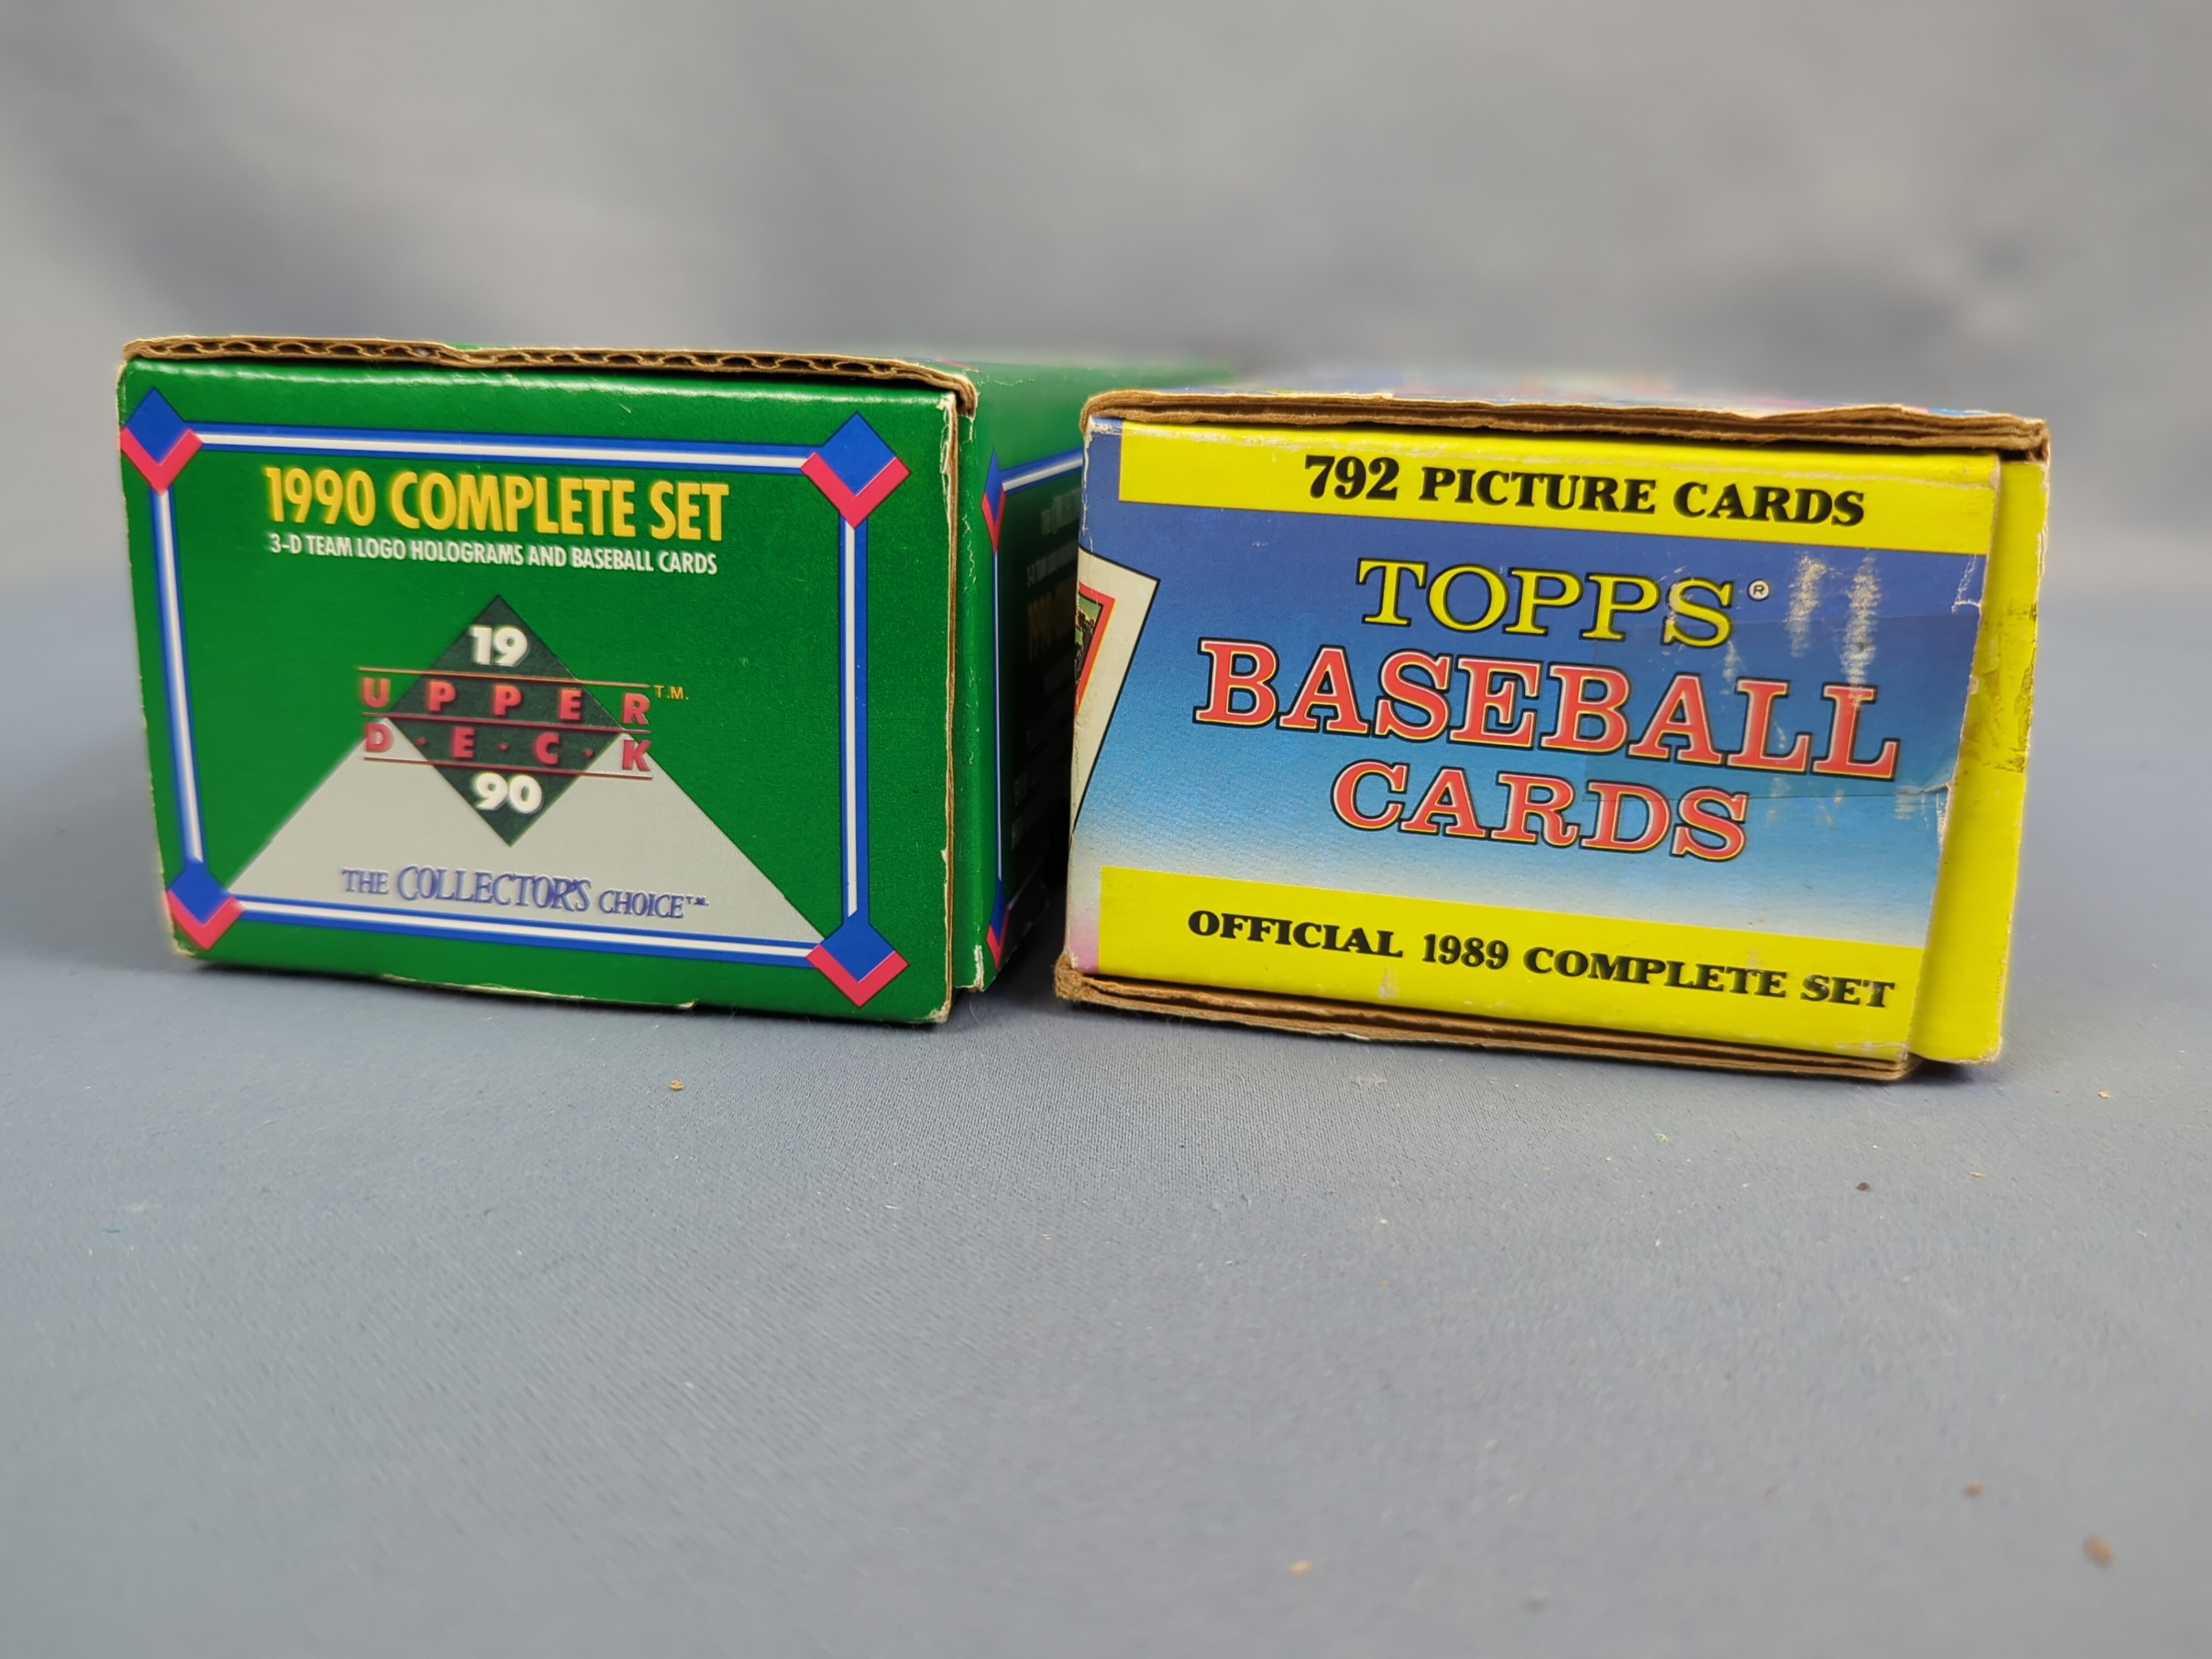 1990 COMPLETE SET
3-D TEAM LOGO HOLOGRAMS AND BASEBALL CARDS
19
UPPER T.M.
D·E·C·K
90
THE COLLECTOR'S CHOICE™
792 PICTURE CARDS
TOPPS®
BASEBALL
CARDS
OFFICIAL 1989 COMPLETE SET